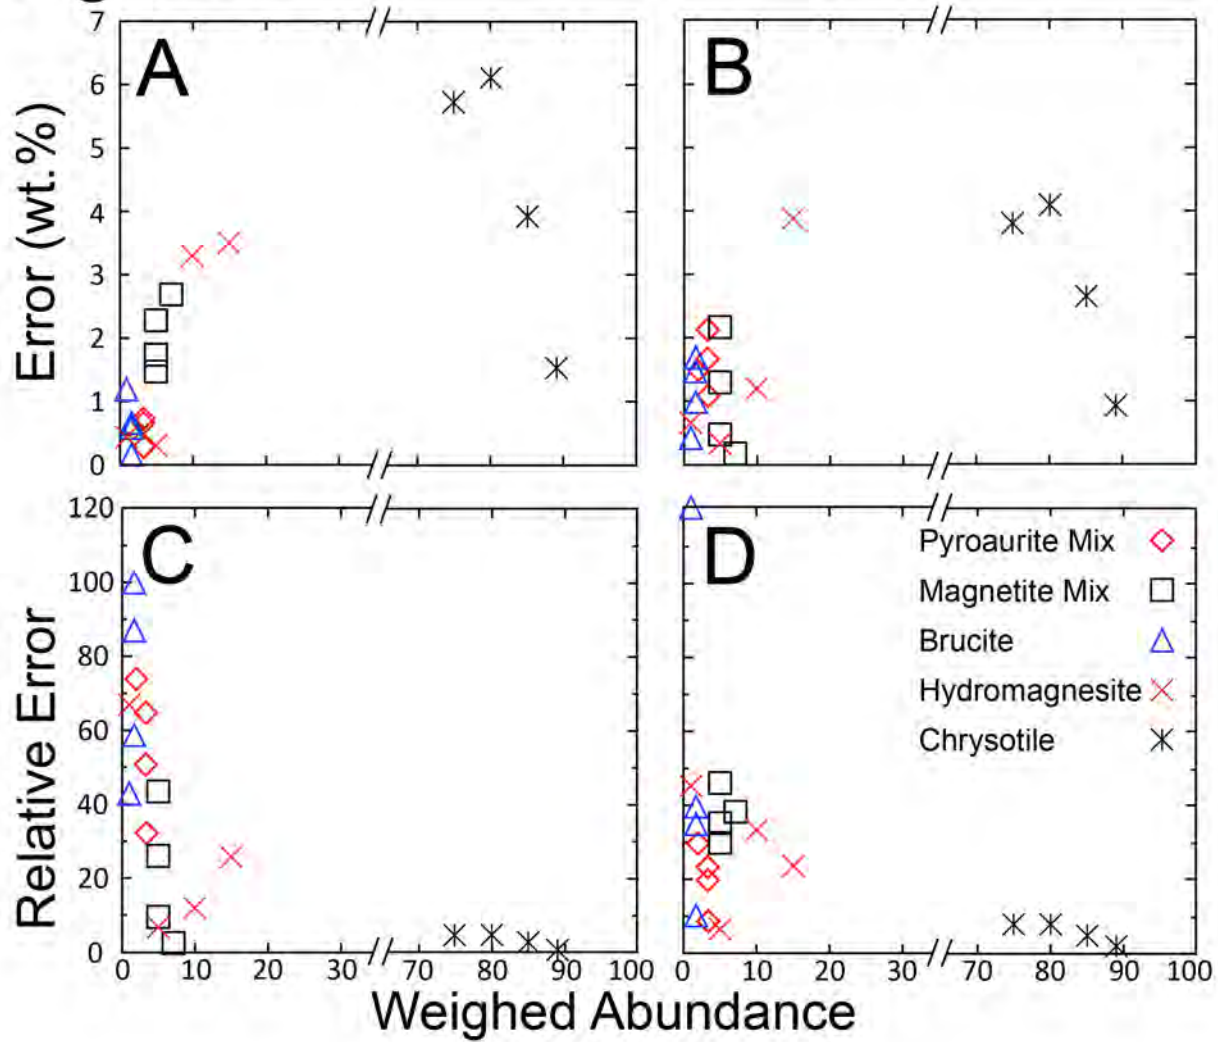 A
B
Error (wt.%)
7
6
5
4
3
2
1
0
C
D
Relative Error
120
100
80
60
40
20
0
Pyroaurite Mix
Magnetite Mix
Brucite
Hydromagnesite
Chrysotile
0 10 20 30 70 80 90 100
0 10 20 30 70 80 90 100
Weighed Abundance